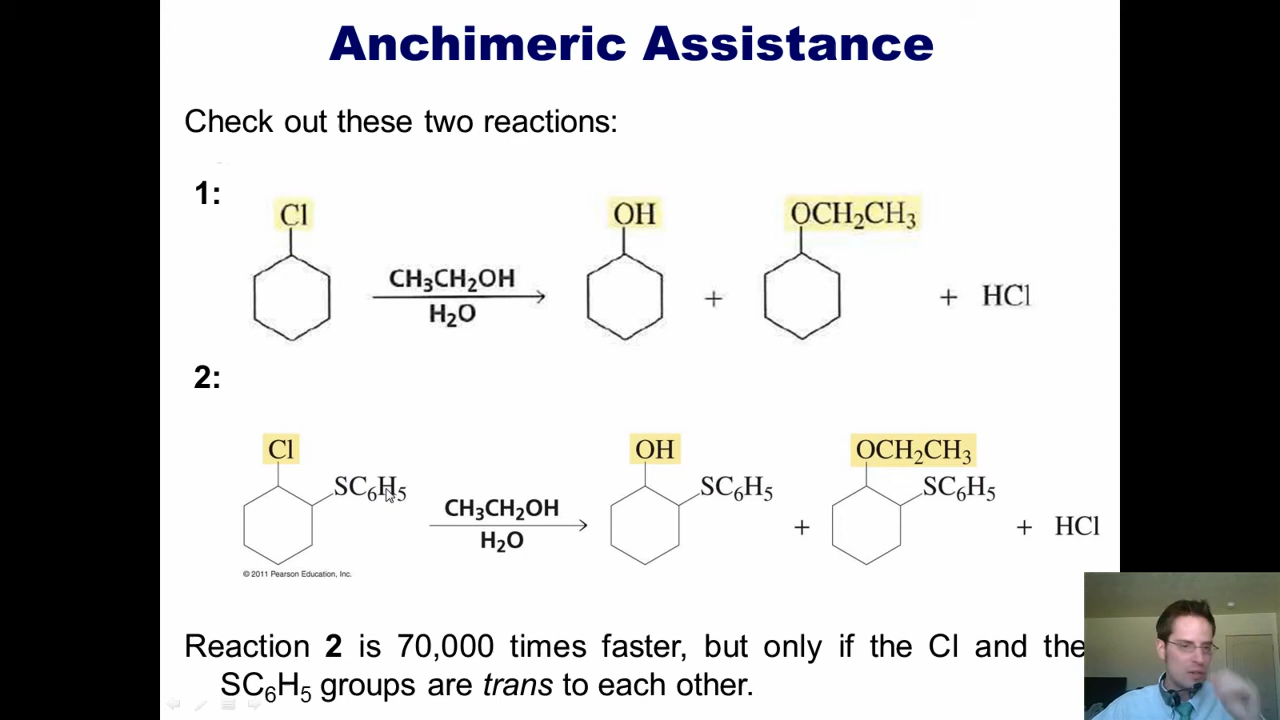 Anchimeric Assistance
Check out these two reactions:
1:
Cl
OH
OCH₂CH₃
CH₃CH₂OH
H₂O
+
+ HCl
2:
Cl
SC₆H₅
OH
SC₆H₅
OCH₂CH₃
SC₆H₅
CH₃CH₂OH
H₂O
+
+ HCl
© 2011 Pearson Education, Inc.
Reaction 2 is 70,000 times faster, but only if the Cl and the
SC₆H₅ groups are trans to each other.